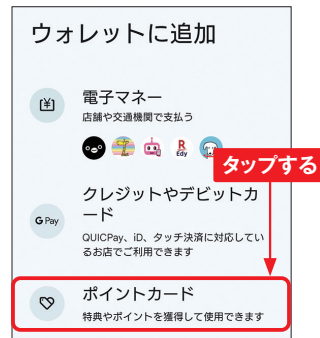 ウォレットに追加
電子マネー
店舗や交通機関で支払う
R
Edy
タップする
クレジットやデビットカ
ード
G Pay
QUICPay、iD、タッチ決済に対応してい
るお店でご利用できます
ポイントカード
特典やポイントを獲得して使用できます